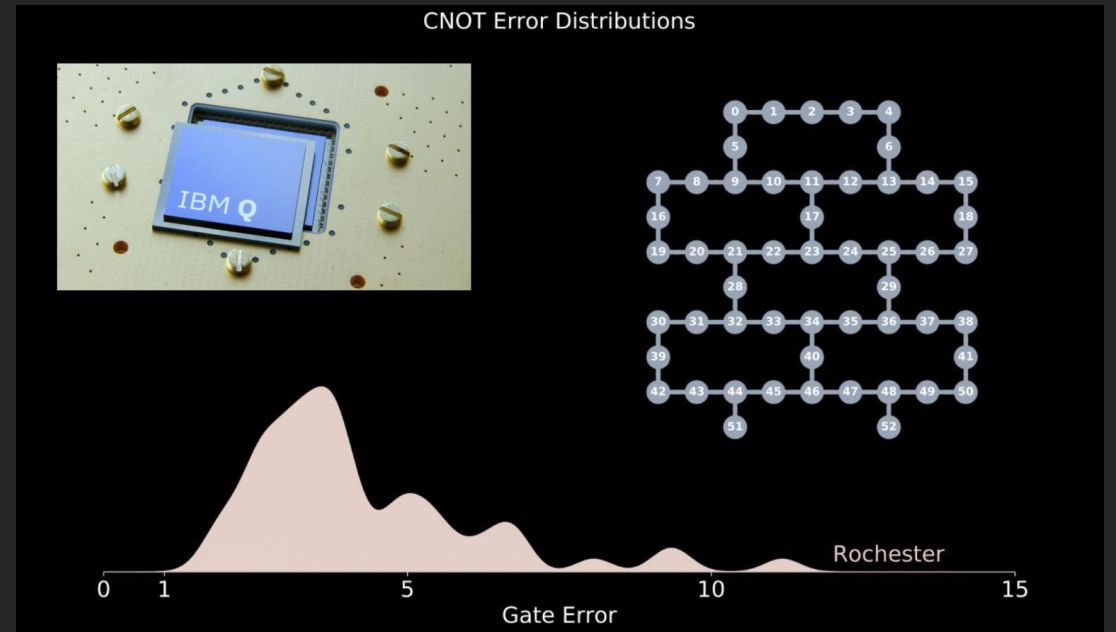 CNOT Error Distributions
IBM Q
0 1 2 3 4
5 6
7 8 9 10 11 12 13 14 15
16 17 18
19 20 21 22 23 24 25 26 27
28 29
30 31 32 33 34 35 36 37 38
39 40 41
42 43 44 45 46 47 48 49 50
51 52
Rochester
0 1 5 10 15
Gate Error